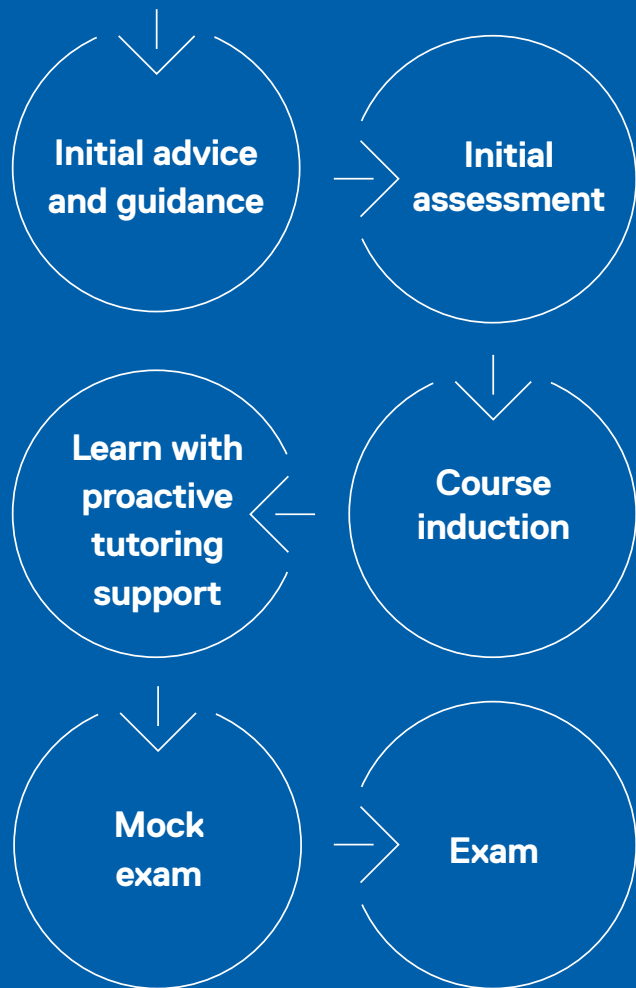 Initial advice
and guidance
Initial
assessment
Course
induction
Learn with
proactive
tutoring
support
Mock
exam
Exam